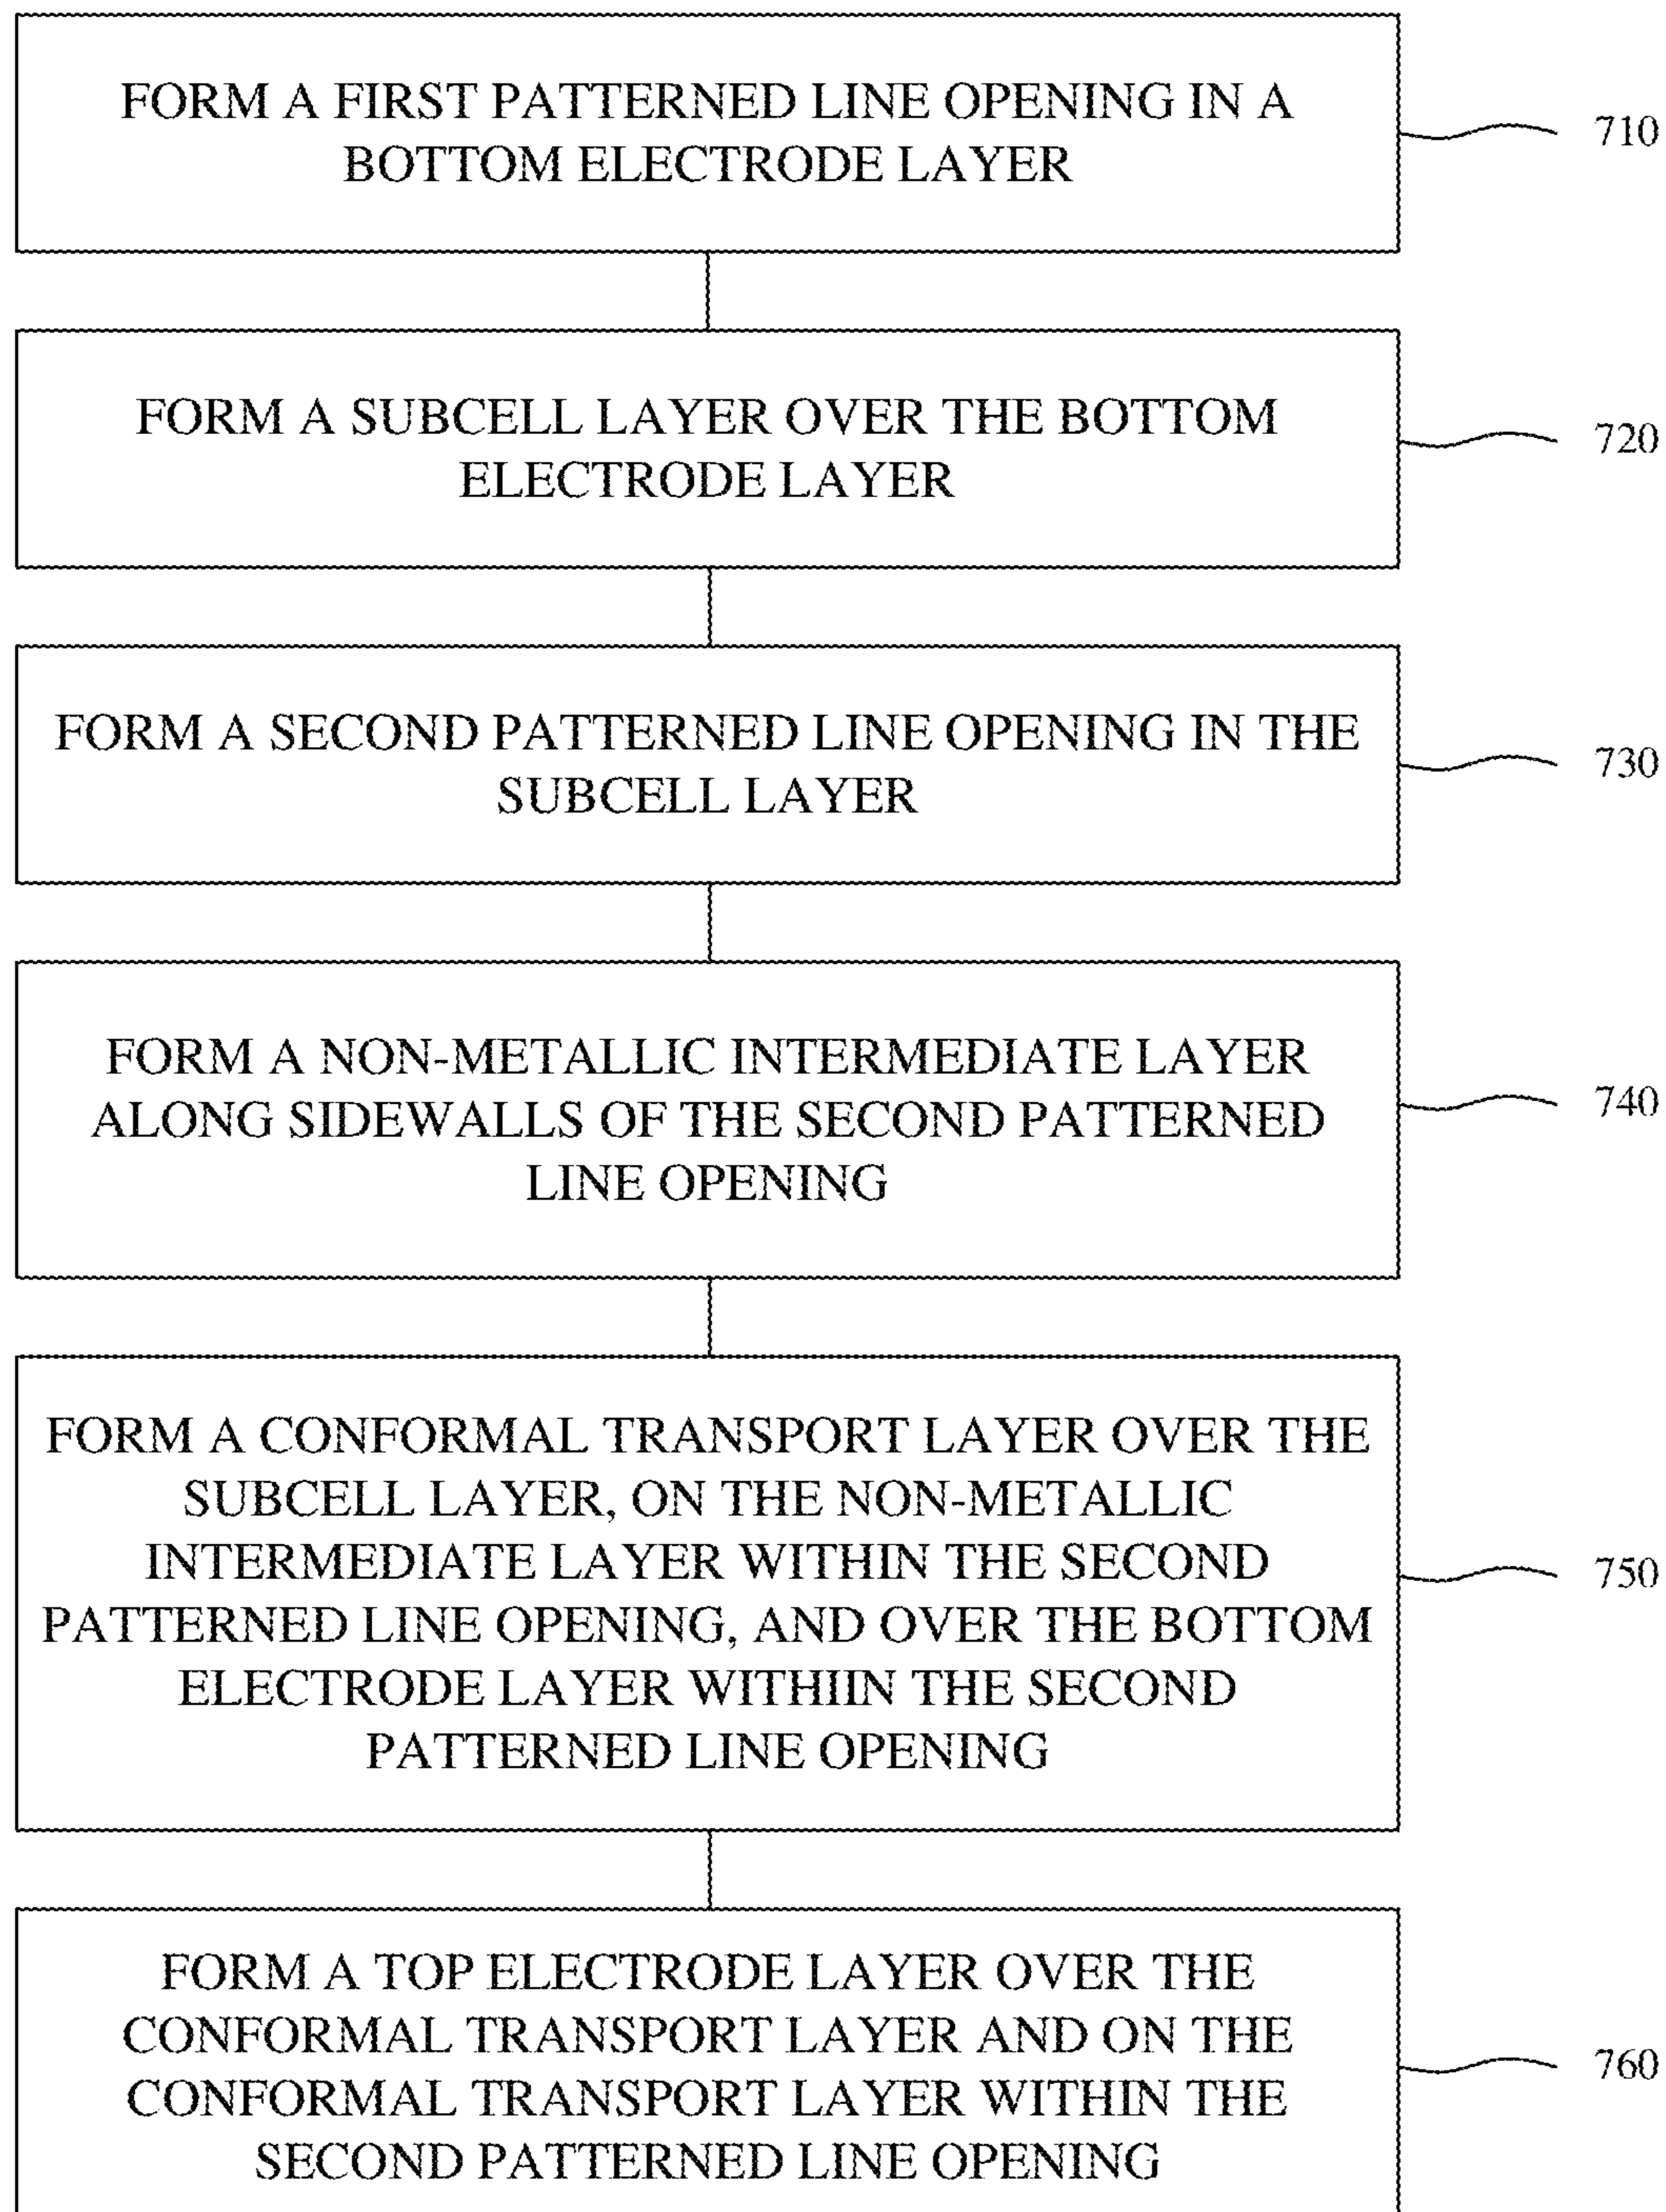 FORM A FIRST PATTERNED LINE OPENING IN A
BOTTOM ELECTRODE LAYER
710
FORM A SUBCELL LAYER OVER THE BOTTOM
ELECTRODE LAYER
720
FORM A SECOND PATTERNED LINE OPENING IN THE
SUBCELL LAYER
730
FORM A NON-METALLIC INTERMEDIATE LAYER
ALONG SIDEWALLS OF THE SECOND PATTERNED
LINE OPENING
740
FORM A CONFORMAL TRANSPORT LAYER OVER THE
SUBCELL LAYER, ON THE NON-METALLIC
INTERMEDIATE LAYER WITHIN THE SECOND
PATTERNED LINE OPENING, AND OVER THE BOTTOM
ELECTRODE LAYER WITHIIN THE SECOND
PATTERNED LINE OPENING
750
FORM A TOP ELECTRODE LAYER OVER THE
CONFORMAL TRANSPORT LAYER AND ON THE
CONFORMAL TRANSPORT LAYER WITHIN THE
SECOND PATTERNED LINE OPENING
760